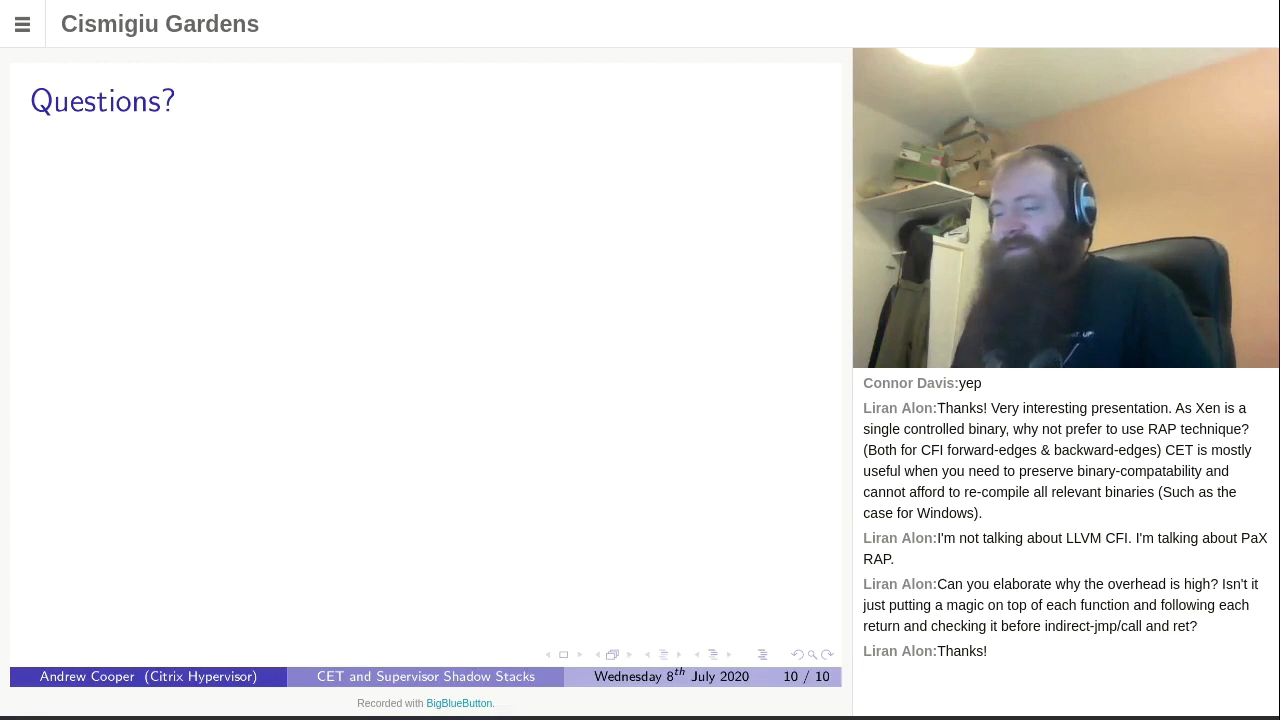 Cismigiu Gardens
Questions?
Andrew Cooper (Citrix Hypervisor) CET and Supervisor Shadow Stacks Wednesday 8th July 2020 10 / 10
Recorded with BigBlueButton.
UP!
Connor Davis:yep
Liran Alon:Thanks! Very interesting presentation. As Xen is a
single controlled binary, why not prefer to use RAP technique?
(Both for CFI forward-edges & backward-edges) CET is mostly
useful when you need to preserve binary-compatability and
cannot afford to re-compile all relevant binaries (Such as the
case for Windows).
Liran Alon:I'm not talking about LLVM CFI. I'm talking about PaX
RAP.
Liran Alon:Can you elaborate why the overhead is high? Isn't it
just putting a magic on top of each function and following each
return and checking it before indirect-jmp/call and ret?
Liran Alon:Thanks!